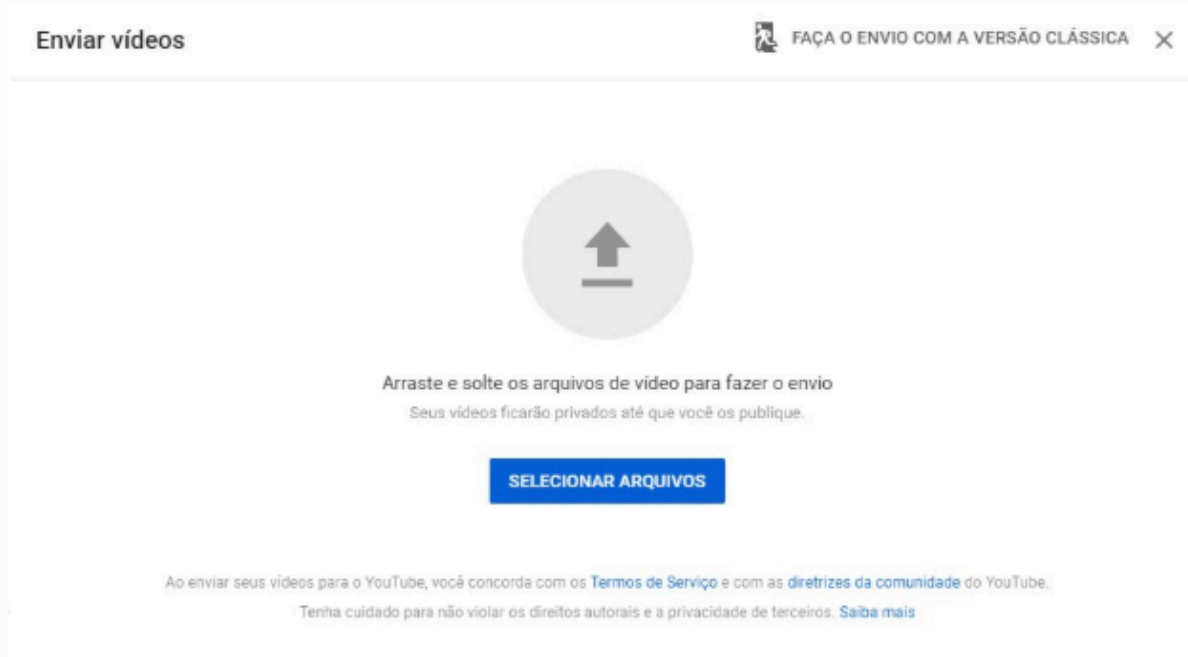 Enviar vídeos
FAÇA O ENVIO COM A VERSÃO CLÁSSICA
Arraste e solte os arquivos de vídeo para fazer o envio
Seus vídeos ficarão privados até que você os publique.
SELECIONAR ARQUIVOS
Ao enviar seus vídeos para o YouTube, você concorda com os Termos de Serviço e com as diretrizes da comunidade do YouTube.
Tenha cuidado para não violar os direitos autorais e a privacidade de terceiros. Saiba mais